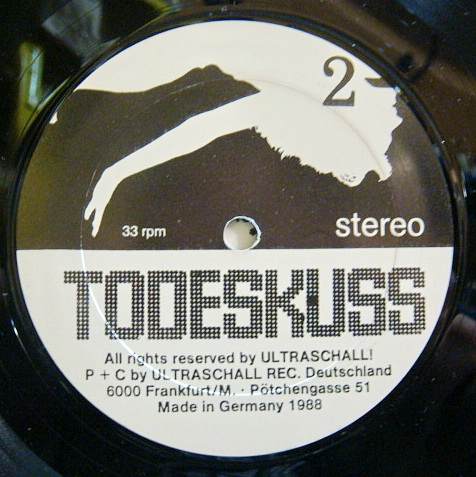 2
33 rpm
stereo
TODESKUSS
All rights reserved by ULTRASCHALL!
P + C by ULTRASCHALL REC. Deutschland
6000 Frankfurt/M. · Pötchengasse 51
Made in Germany 1988